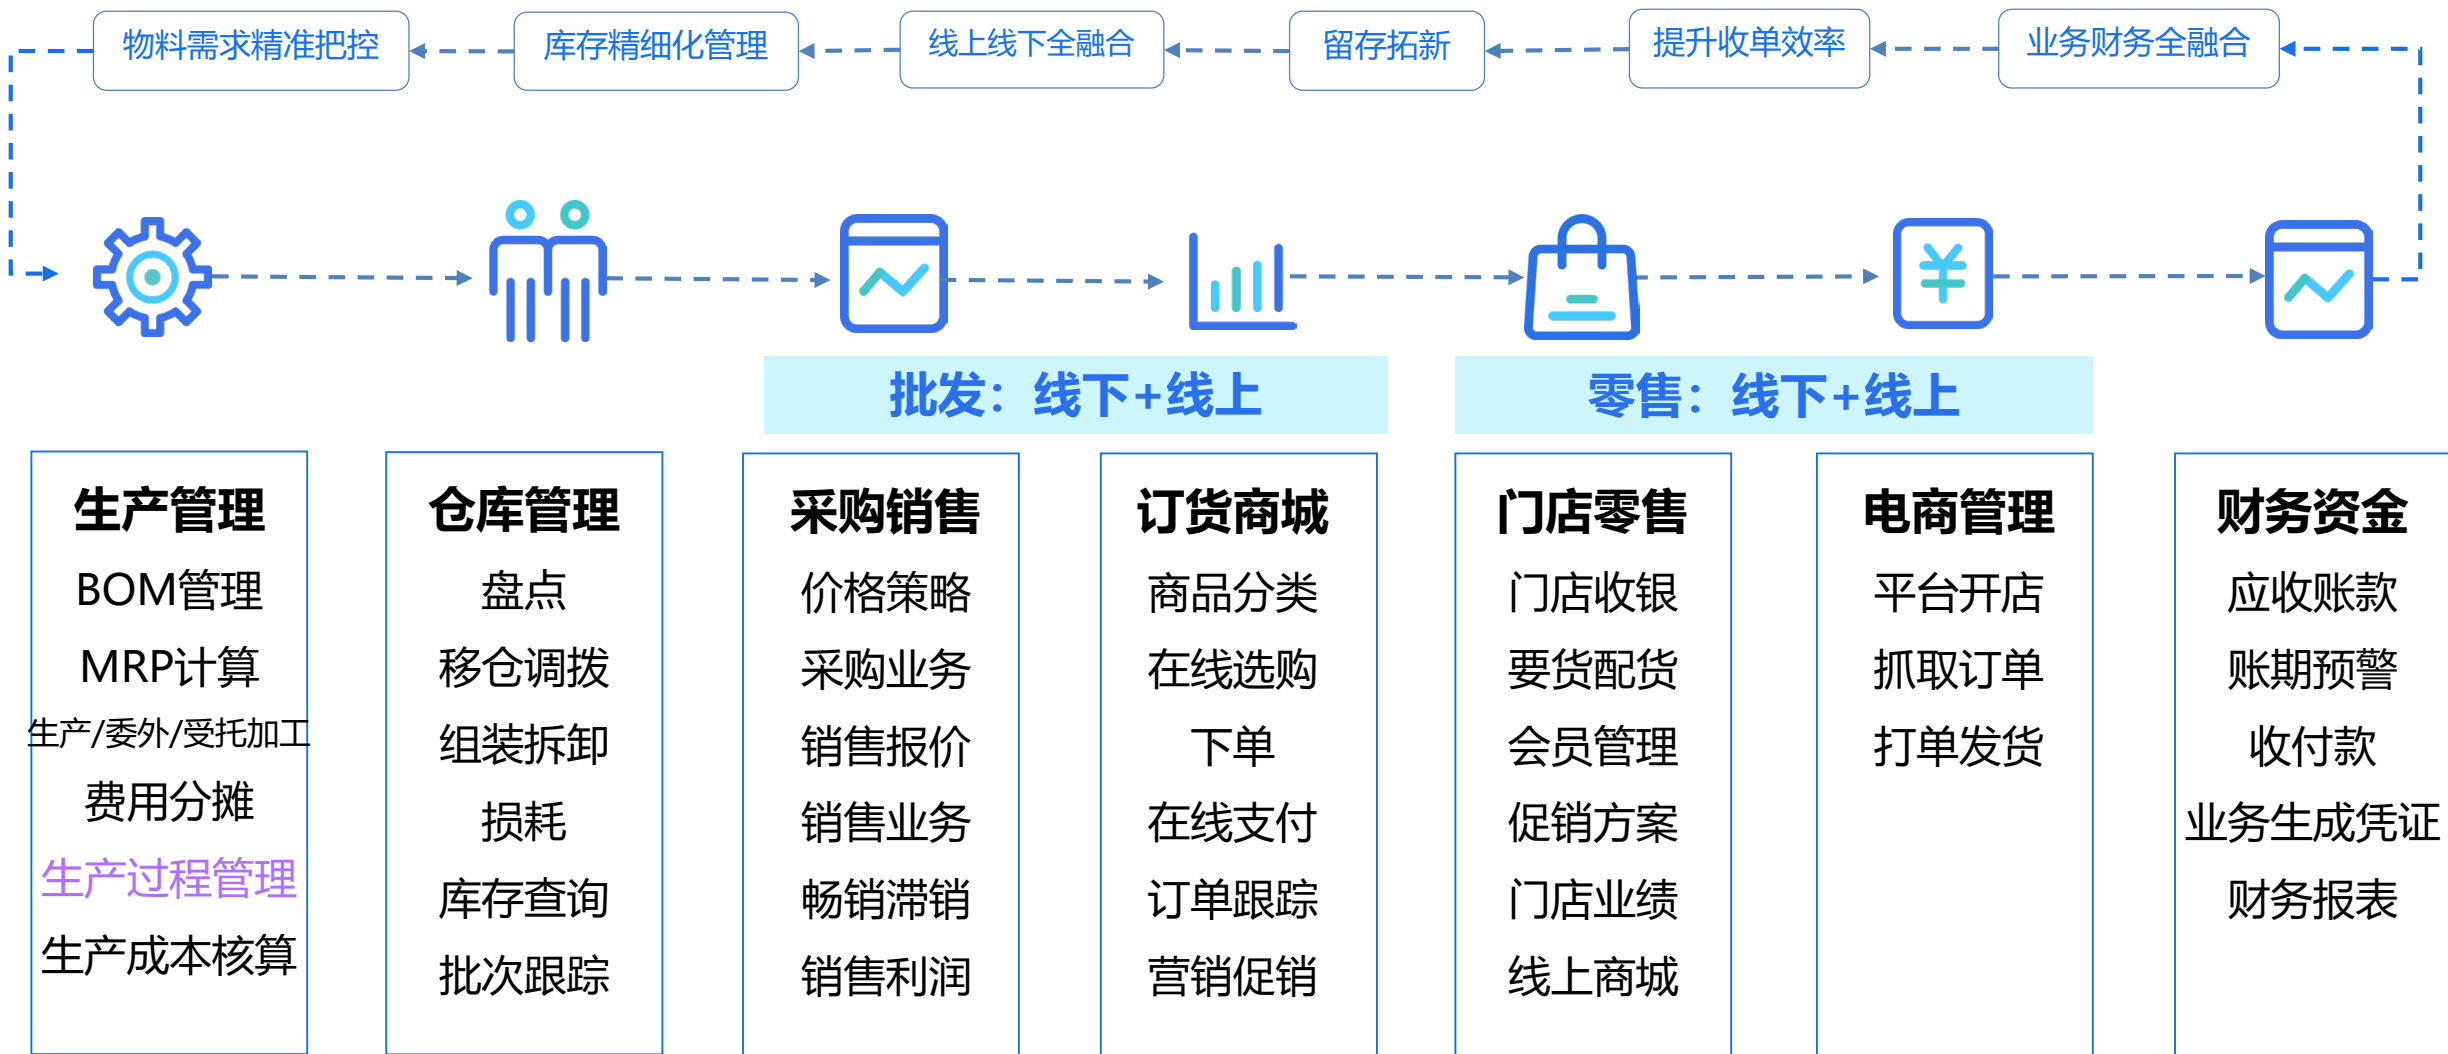 物料需求精准把控
库存精细化管理
线上线下全融合
留存拓新
提升收单效率
业务财务全融合
批发：线下+线上
零售：线下+线上
生产管理
BOM管理
MRP计算
生产/委外/受托加工
费用分摊
生产过程管理
生产成本核算
仓库管理
盘点
移仓调拨
组装拆卸
损耗
库存查询
批次跟踪
采购销售
价格策略
采购业务
销售报价
销售业务
畅销滞销
销售利润
订货商城
商品分类
在线选购
下单
在线支付
订单跟踪
营销促销
门店零售
门店收银
要货配货
会员管理
促销方案
门店业绩
线上商城
电商管理
平台开店
抓取订单
打单发货
财务资金
应收账款
账期预警
收付款
业务生成凭证
财务报表